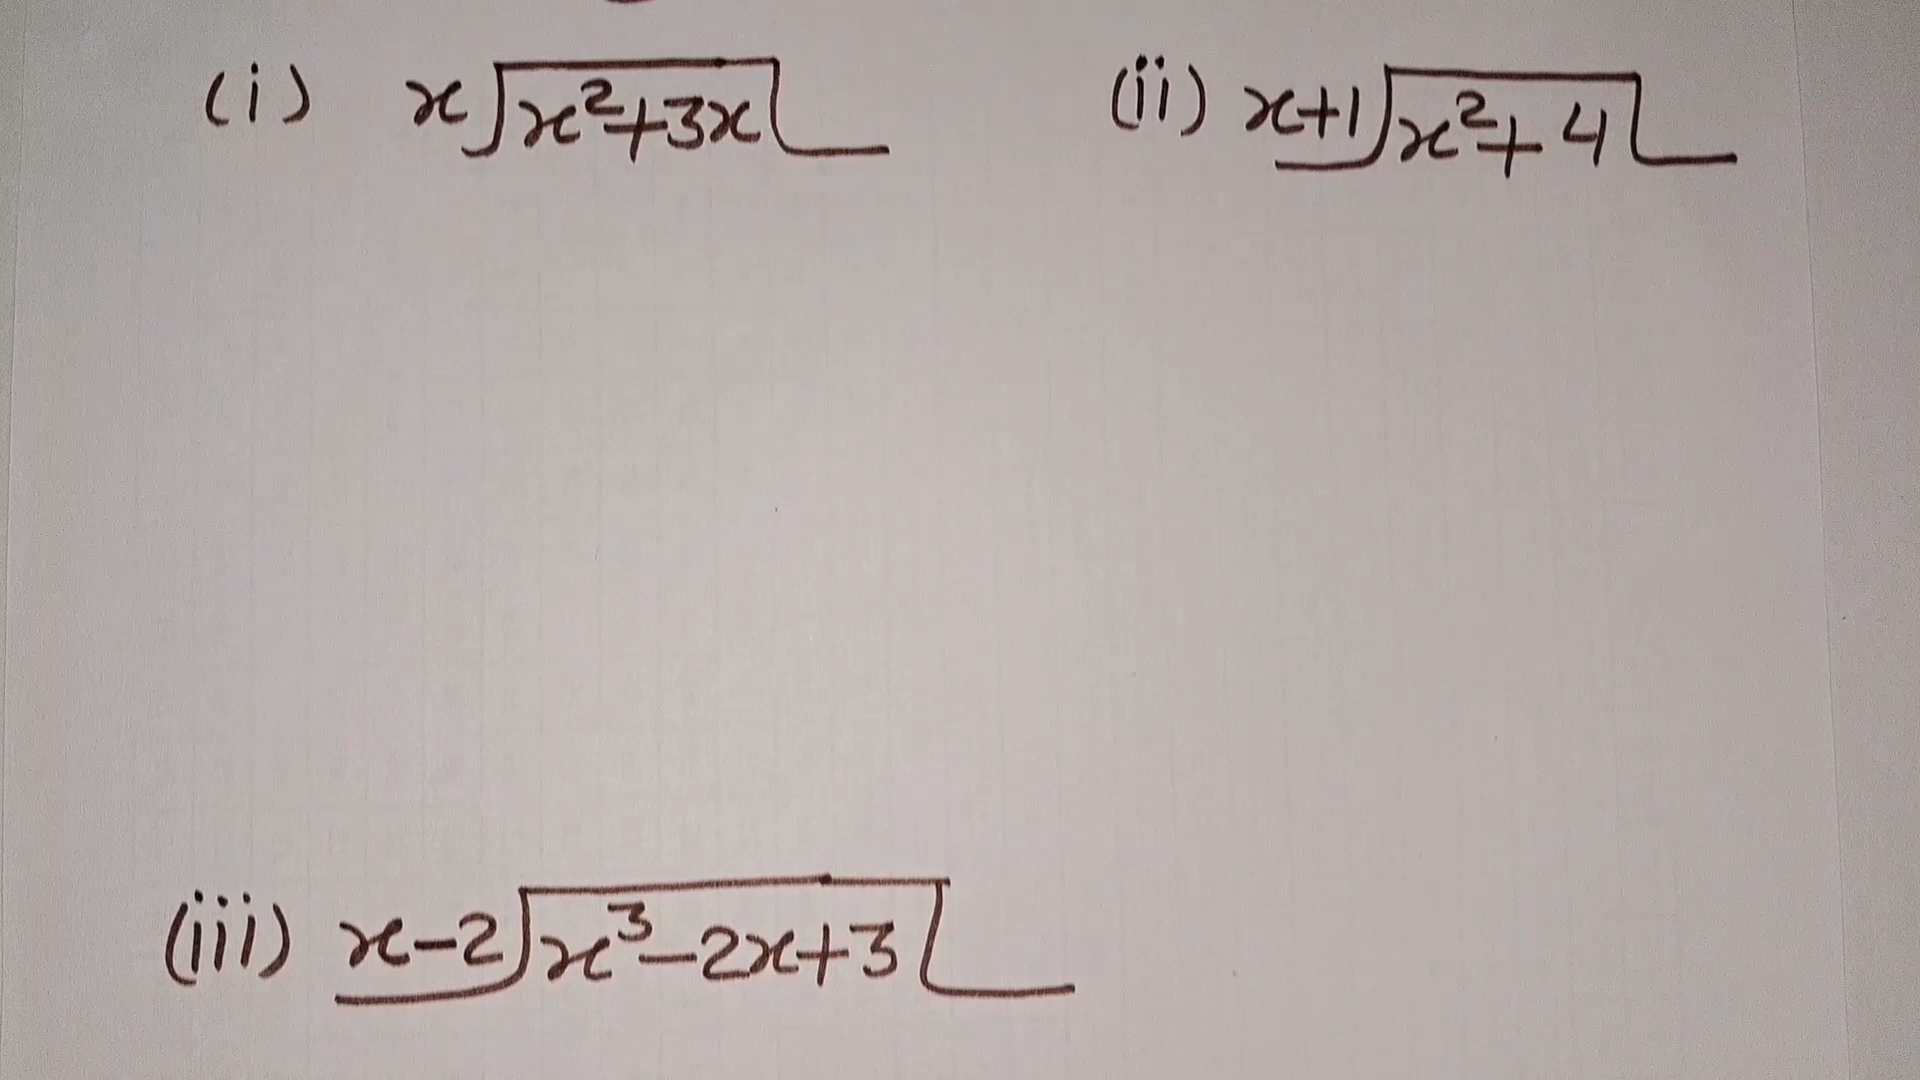 (i) x)x²+3x(
(ii) x+1)x²+4(
(iii) x-2)x³-2x+3(